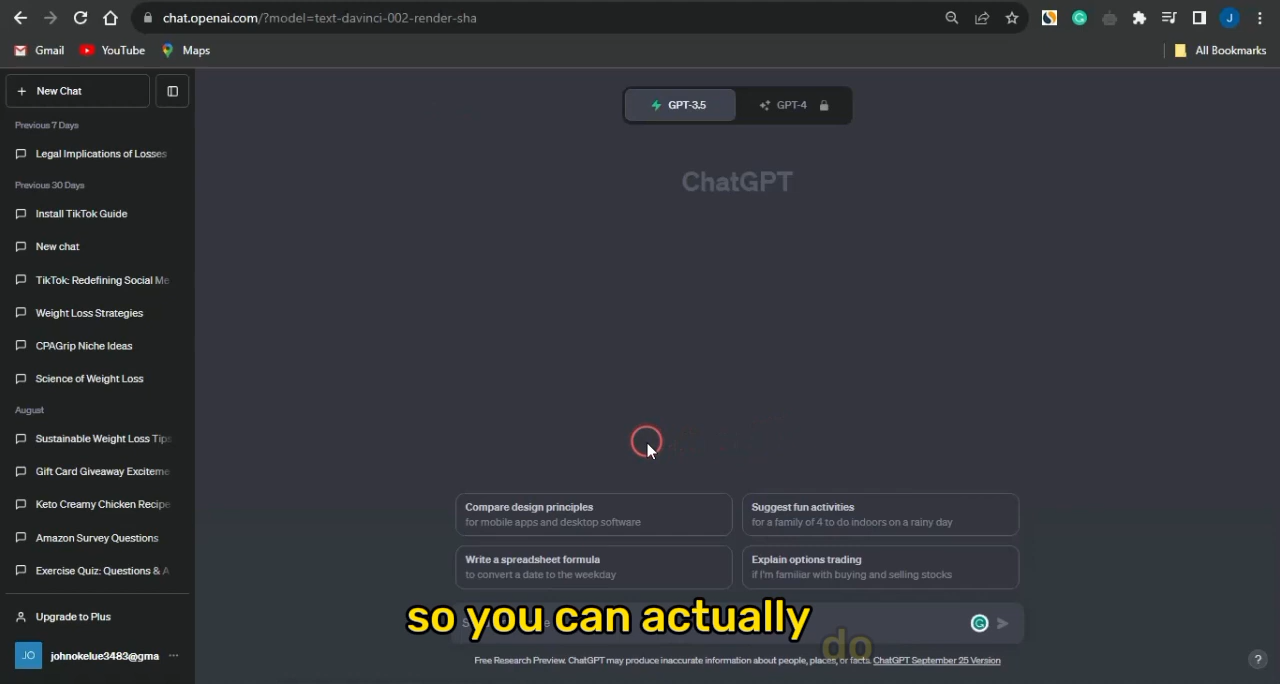 chat.openai.com/?model=text-davinci-002-render-sha
J
Gmail YouTube Maps All Bookmarks
New Chat
GPT-3.5 GPT-4
Previous 7 Days
Legal Implications of Losses
ChatGPT
Previous 30 Days
Install TikTok Guide
New chat
TikTok: Redefining Social Me
Weight Loss Strategies
CPAGrip Niche Ideas
Science of Weight Loss
August
Sustainable Weight Loss Tips
Gift Card Giveaway Exciteme
Keto Creamy Chicken Recipe
Amazon Survey Questions
Exercise Quiz: Questions & A
Compare design principles
for mobile apps and desktop software
Suggest fun activities
for a family of 4 to do indoors on a rainy day
Write a spreadsheet formula
to convert a date to the weekday
Explain options trading
if I'm familiar with buying and selling stocks
so you can actually
do
Upgrade to Plus
JO johnokelue3483@gma
Free Research Preview. ChatGPT may produce inaccurate information about people, places, or facts. ChatGPT September 25 Version
?